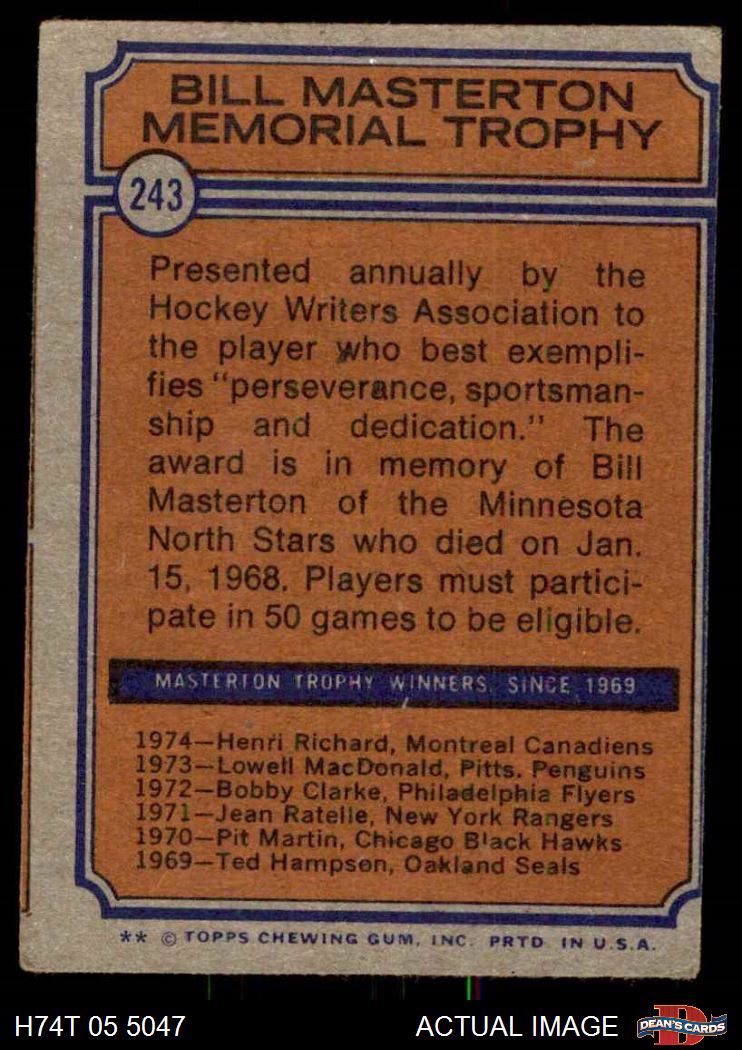 BILL MASTERTON
MEMORIAL TROPHY
243
Presented annually by the
Hockey Writers Association to
the player who best exempli-
fies "perseverance, sportsman-
ship and dedication." The
award is in memory of Bill
Masterton of the Minnesota
North Stars who died on Jan.
15, 1968. Players must partici-
pate in 50 games to be eligible.
MASTERTON TROPHY WINNERS, SINCE 1969
1974—Henri Richard, Montreal Canadiens
1973—Lowell MacDonald, Pitts. Penguins
1972—Bobby Clarke, Philadelphia Flyers
1971—Jean Ratelle, New York Rangers
1970—Pit Martin, Chicago Black Hawks
1969—Ted Hampson, Oakland Seals
** © TOPPS CHEWING GUM, INC. PRTD. IN U.S.A.
H74T 05 5047 ACTUAL IMAGE DEAN'S CARDS